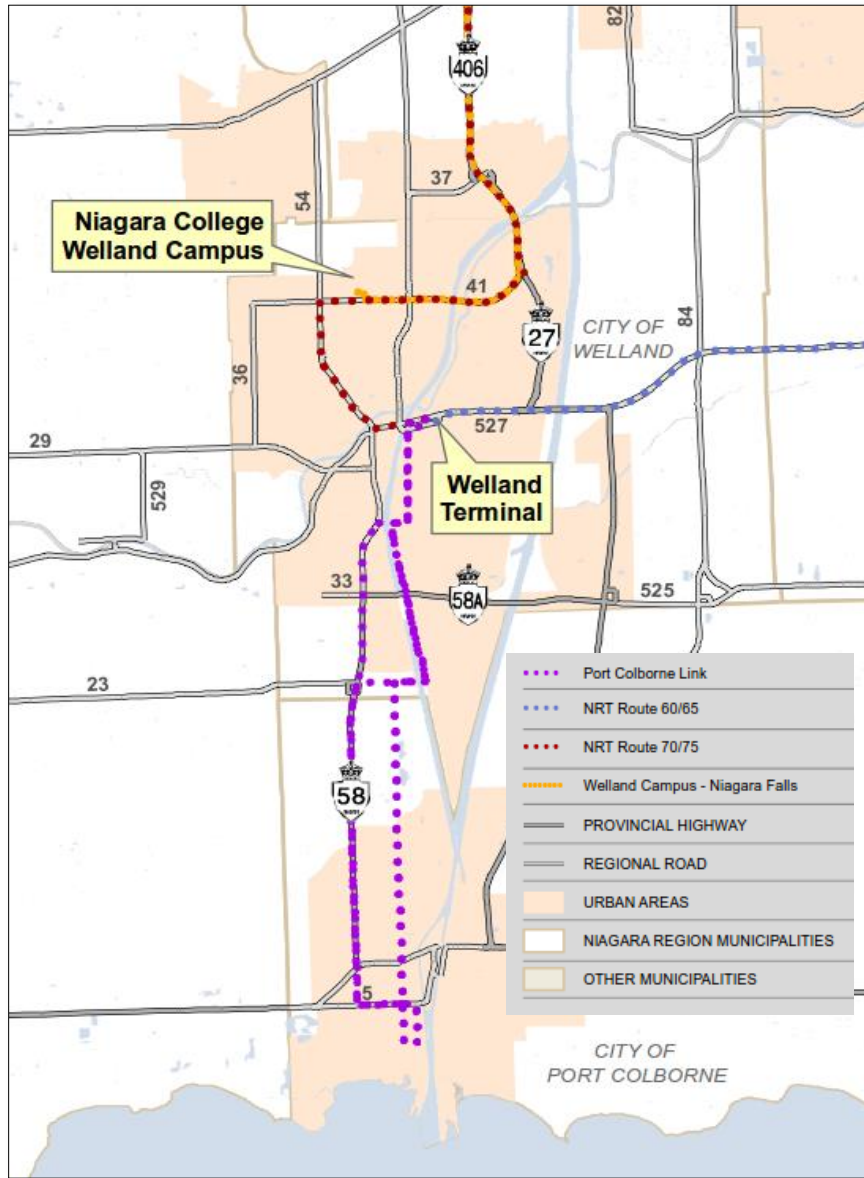 82
406
54
37
Niagara College
Welland Campus
41
84
27
CITY OF
WELLAND
36
29
527
529
Welland
Terminal
33
58A
525
23
58
5
Port Colborne Link
NRT Route 60/65
NRT Route 70/75
Welland Campus - Niagara Falls
PROVINCIAL HIGHWAY
REGIONAL ROAD
URBAN AREAS
NIAGARA REGION MUNICIPALITIES
OTHER MUNICIPALITIES
CITY OF
PORT COLBORNE